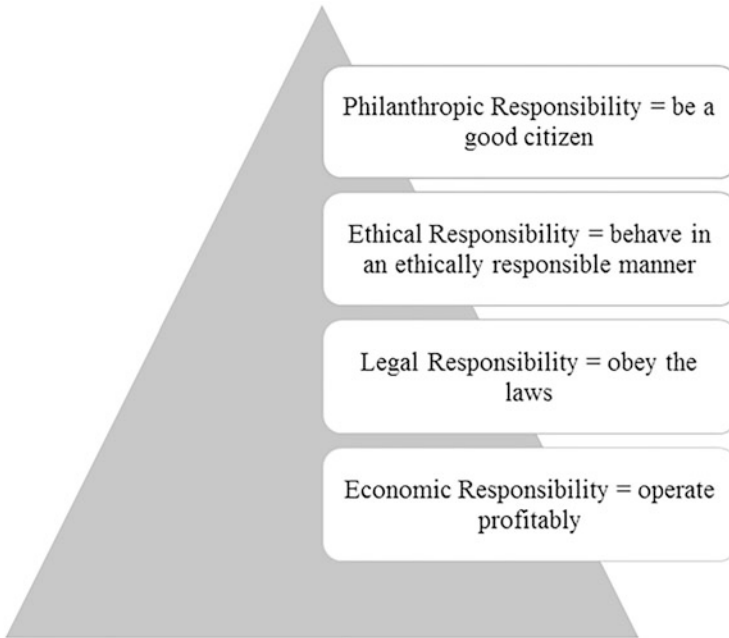 Philanthropic Responsibility = be a
good citizen
Ethical Responsibility = behave in
an ethically responsible manner
Legal Responsibility = obey the
laws
Economic Responsibility = operate
profitably